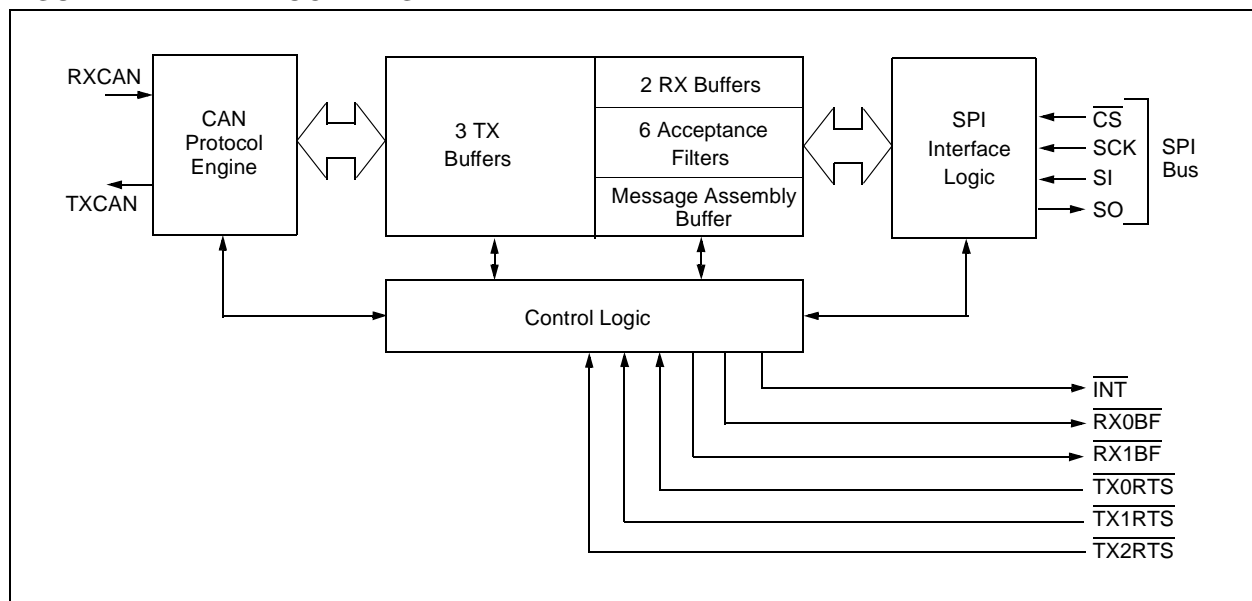 RXCAN
TXCAN
CAN
Protocol
Engine
3 TX
Buffers
2 RX Buffers
6 Acceptance
Filters
Message Assembly
Buffer
SPI
Interface
Logic
CS
SCK
SI
SO
SPI
Bus
Control Logic
INT
RX0BF
RX1BF
TX0RTS
TX1RTS
TX2RTS